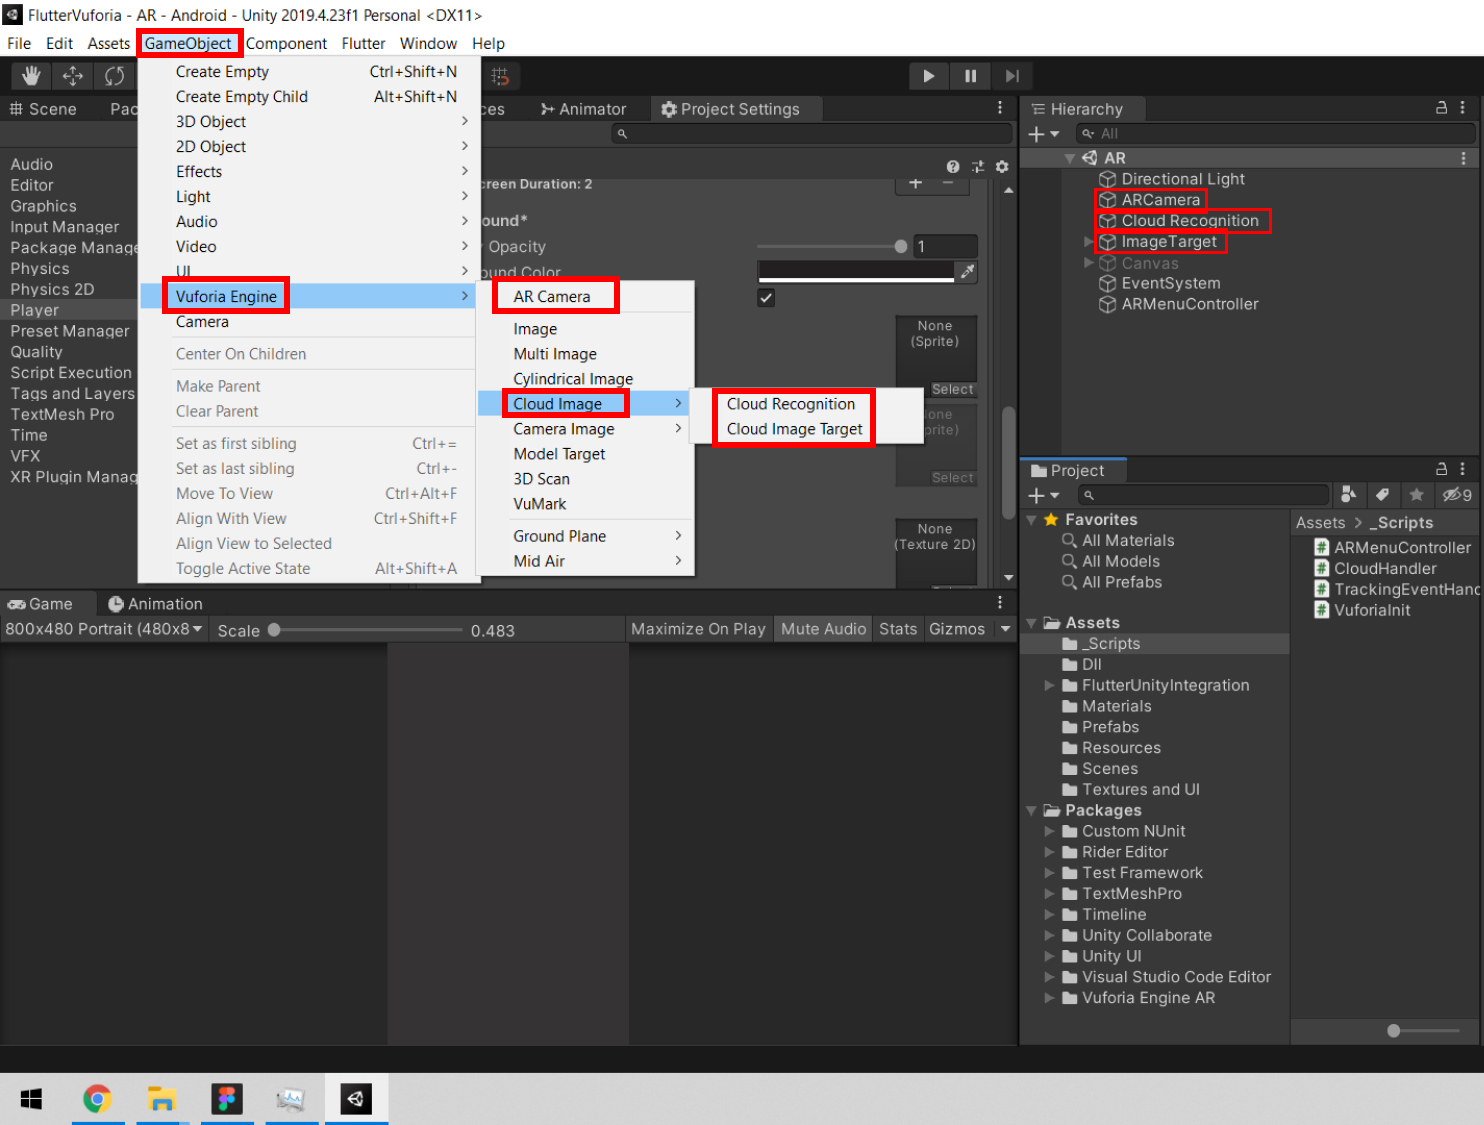 FlutterVuforia - AR - Android - Unity 2019.4.23f1 Personal <DX11>
File Edit Assets GameObject Component Flutter Window Help
Create Empty Ctrl+Shift+N
Create Empty Child Alt+Shift+N
3D Object
2D Object
Effects
Light
Audio
Video
UI
Vuforia Engine
Camera
Center On Children
Make Parent
Clear Parent
Set as first sibling Ctrl+=
Set as last sibling Ctrl+-
Move To View Ctrl+Alt+F
Align With View Ctrl+Shift+F
Align View to Selected
Toggle Active State Alt+Shift+A
AR Camera
Image
Multi Image
Cylindrical Image
Cloud Image
Camera Image
Model Target
3D Scan
VuMark
Ground Plane
Mid Air
Cloud Recognition
Cloud Image Target
Scene Pac
ces Animator Project Settings
Audio
Editor
Graphics
Input Manager
Package Manage
Physics
Physics 2D
Player
Preset Manager
Quality
Script Execution
Tags and Layers
TextMesh Pro
Time
VFX
XR Plugin Manag
creen Duration: 2
ound*
Opacity 1
ound Color
None
(Sprite)
Select
None
(Sprite)
Select
None
(Texture 2D)
Hierarchy
All
AR
Directional Light
ARCamera
Cloud Recognition
ImageTarget
Canvas
EventSystem
ARMenuController
Project
9
Favorites
All Materials
All Models
All Prefabs
Assets
_Scripts
Dll
FlutterUnityIntegration
Materials
Prefabs
Resources
Scenes
Textures and UI
Packages
Custom NUnit
Rider Editor
Test Framework
TextMeshPro
Timeline
Unity Collaborate
Unity UI
Visual Studio Code Editor
Vuforia Engine AR
Assets > _Scripts
ARMenuController
CloudHandler
TrackingEventHanc
VuforiaInit
Game Animation
800x480 Portrait (480x8 Scale 0.483 Maximize On Play Mute Audio Stats Gizmos